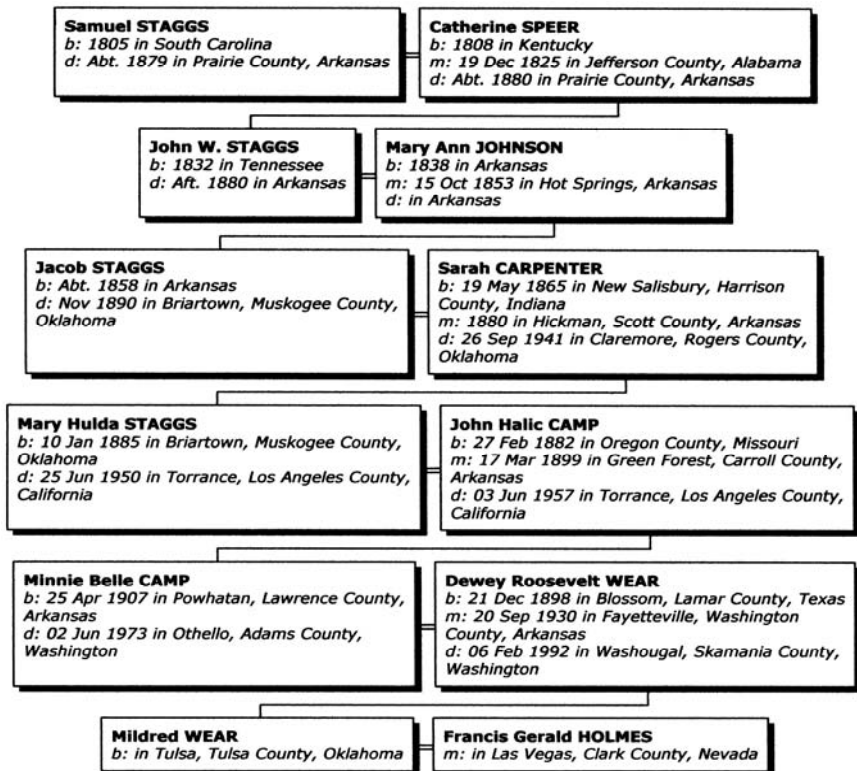 Samuel STAGGS
b: 1805 in South Carolina
d: Abt. 1879 in Prairie County, Arkansas
Catherine SPEER
b: 1808 in Kentucky
m: 19 Dec 1825 in Jefferson County, Alabama
d: Abt. 1880 in Prairie County, Arkansas
John W. STAGGS
b: 1832 in Tennessee
d: Aft. 1880 in Arkansas
Mary Ann JOHNSON
b: 1838 in Arkansas
m: 15 Oct 1853 in Hot Springs, Arkansas
d: in Arkansas
Jacob STAGGS
b: Abt. 1858 in Arkansas
d: Nov 1890 in Briartown, Muskogee County,
Oklahoma
Sarah CARPENTER
b: 19 May 1865 in New Salisbury, Harrison
County, Indiana
m: 1880 in Hickman, Scott County, Arkansas
d: 26 Sep 1941 in Claremore, Rogers County,
Oklahoma
Mary Hulda STAGGS
b: 10 Jan 1885 in Briartown, Muskogee County,
Oklahoma
d: 25 Jun 1950 in Torrance, Los Angeles County,
California
John Halic CAMP
b: 27 Feb 1882 in Oregon County, Missouri
m: 17 Mar 1899 in Green Forest, Carroll County,
Arkansas
d: 03 Jun 1957 in Torrance, Los Angeles County,
California
Minnie Belle CAMP
b: 25 Apr 1907 in Powhatan, Lawrence County,
Arkansas
d: 02 Jun 1973 in Othello, Adams County,
Washington
Dewey Roosevelt WEAR
b: 21 Dec 1898 in Blossom, Lamar County, Texas
m: 20 Sep 1930 in Fayetteville, Washington
County, Arkansas
d: 06 Feb 1992 in Washougal, Skamania County,
Washington
Mildred WEAR
b: in Tulsa, Tulsa County, Oklahoma
Francis Gerald HOLMES
m: in Las Vegas, Clark County, Nevada